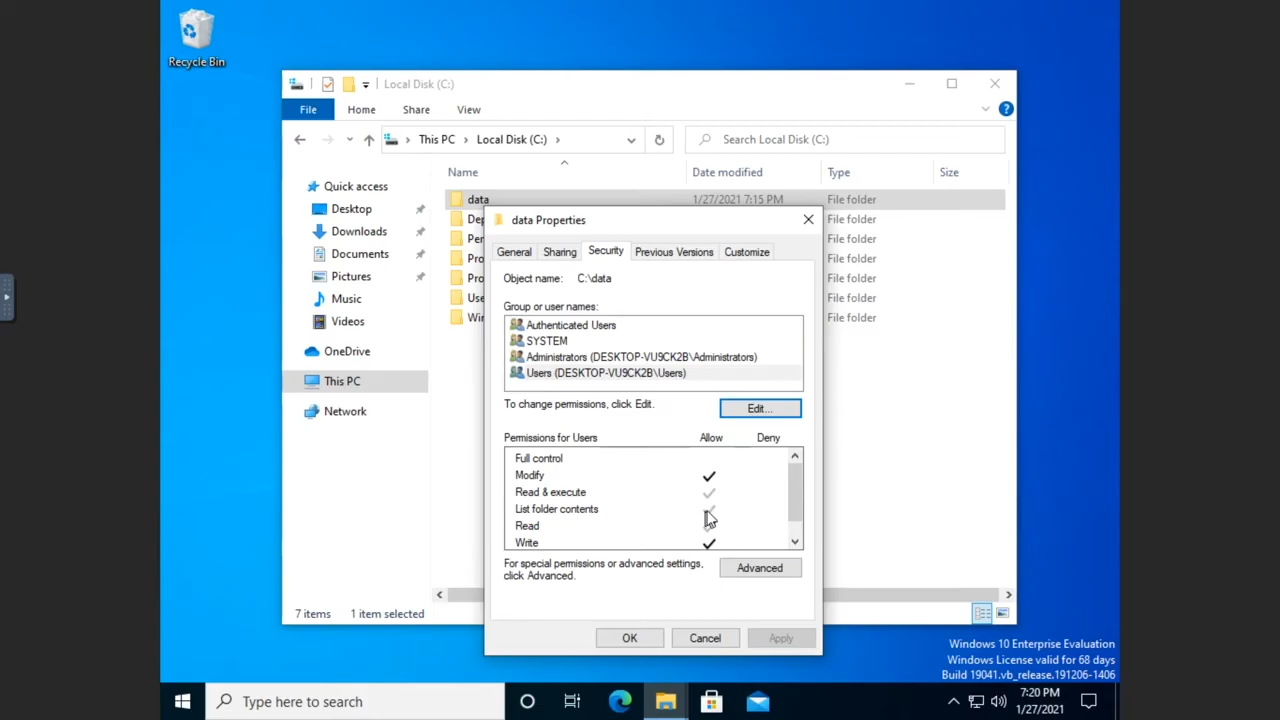 Recycle Bin
Local Disk (C:)
File Home Share View
This PC Local Disk (C:)
Search Local Disk (C:)
Name Date modified Type Size
Quick access
Desktop
Downloads
Documents
Pictures
Music
Videos
OneDrive
This PC
Network
data 1/27/2021 7:15 PM File folder
Dep File folder
Per File folder
Pro File folder
Pro File folder
Use File folder
Win File folder
data Properties
General Sharing Security Previous Versions Customize
Object name: C:\data
Group or user names:
Authenticated Users
SYSTEM
Administrators (DESKTOP-VU9CK2B\Administrators)
Users (DESKTOP-VU9CK2B\Users)
To change permissions, click Edit.
Edit...
Permissions for Users Allow Deny
Full control
Modify
Read & execute
List folder contents
Read
Write
For special permissions or advanced settings,
click Advanced.
Advanced
OK Cancel Apply
7 items 1 item selected
Windows 10 Enterprise Evaluation
Windows License valid for 68 days
Build 19041.vb_release.191206-1406
Type here to search
7:20 PM
1/27/2021